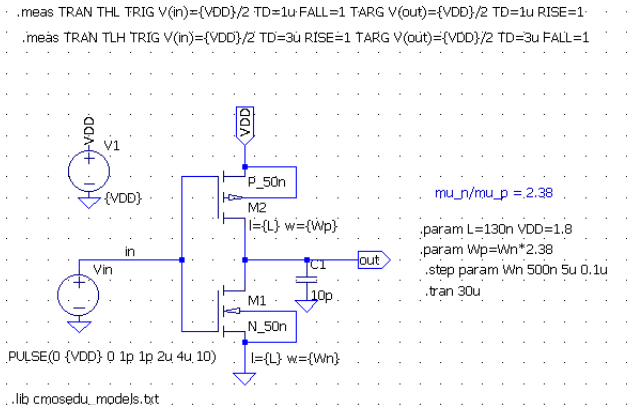 .meas TRAN THL TRIG V(in)={VDD}/2 TD=1u FALL=1 TARG V(out)={VDD}/2 TD=1u RISE=1
.meas TRAN TLH TRIG V(in)={VDD}/2 TD=3u RISE=1 TARG V(out)={VDD}/2 TD=3u FALL=1
VDD
VDD
V1
{VDD}
P_50n
M2
l={L} w={Wp}
mu_n/mu_p = 2.38
.param L=130n VDD=1.8
.param Wp=Wn*2.38
.step param Wn 500n 5u 0.1u
.tran 30u
in
out
Vin
C1
10p
M1
N_50n
l={L} w={Wn}
PULSE(0 {VDD} 0 1p 1p 2u 4u 10)
.lib cmosedu_models.txt